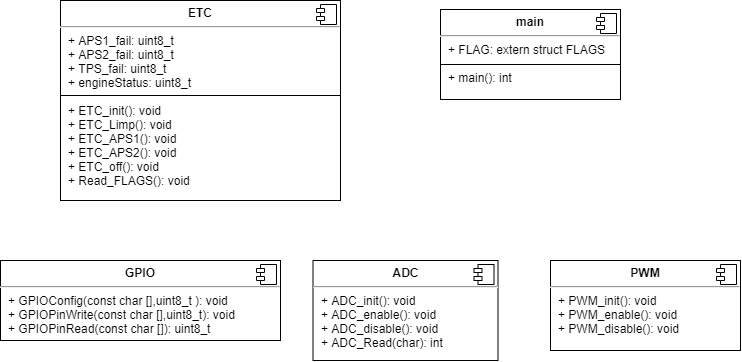 ETC
+ APS1_fail: uint8_t
+ APS2_fail: uint8_t
+ TPS_fail: uint8_t
+ engineStatus: uint8_t
+ ETC_init(): void
+ ETC_Limp(): void
+ ETC_APS1(): void
+ ETC_APS2(): void
+ ETC_off(): void
+ Read_FLAGS(): void
main
+ FLAG: extern struct FLAGS
+ main(): int
GPIO
+ GPIOConfig(const char [],uint8_t ): void
+ GPIOPinWrite(const char [],uint8_t): void
+ GPIOPinRead(const char []): uint8_t
ADC
+ ADC_init(): void
+ ADC_enable(): void
+ ADC_disable(): void
+ ADC_Read(char): int
PWM
+ PWM_init(): void
+ PWM_enable(): void
+ PWM_disable(): void